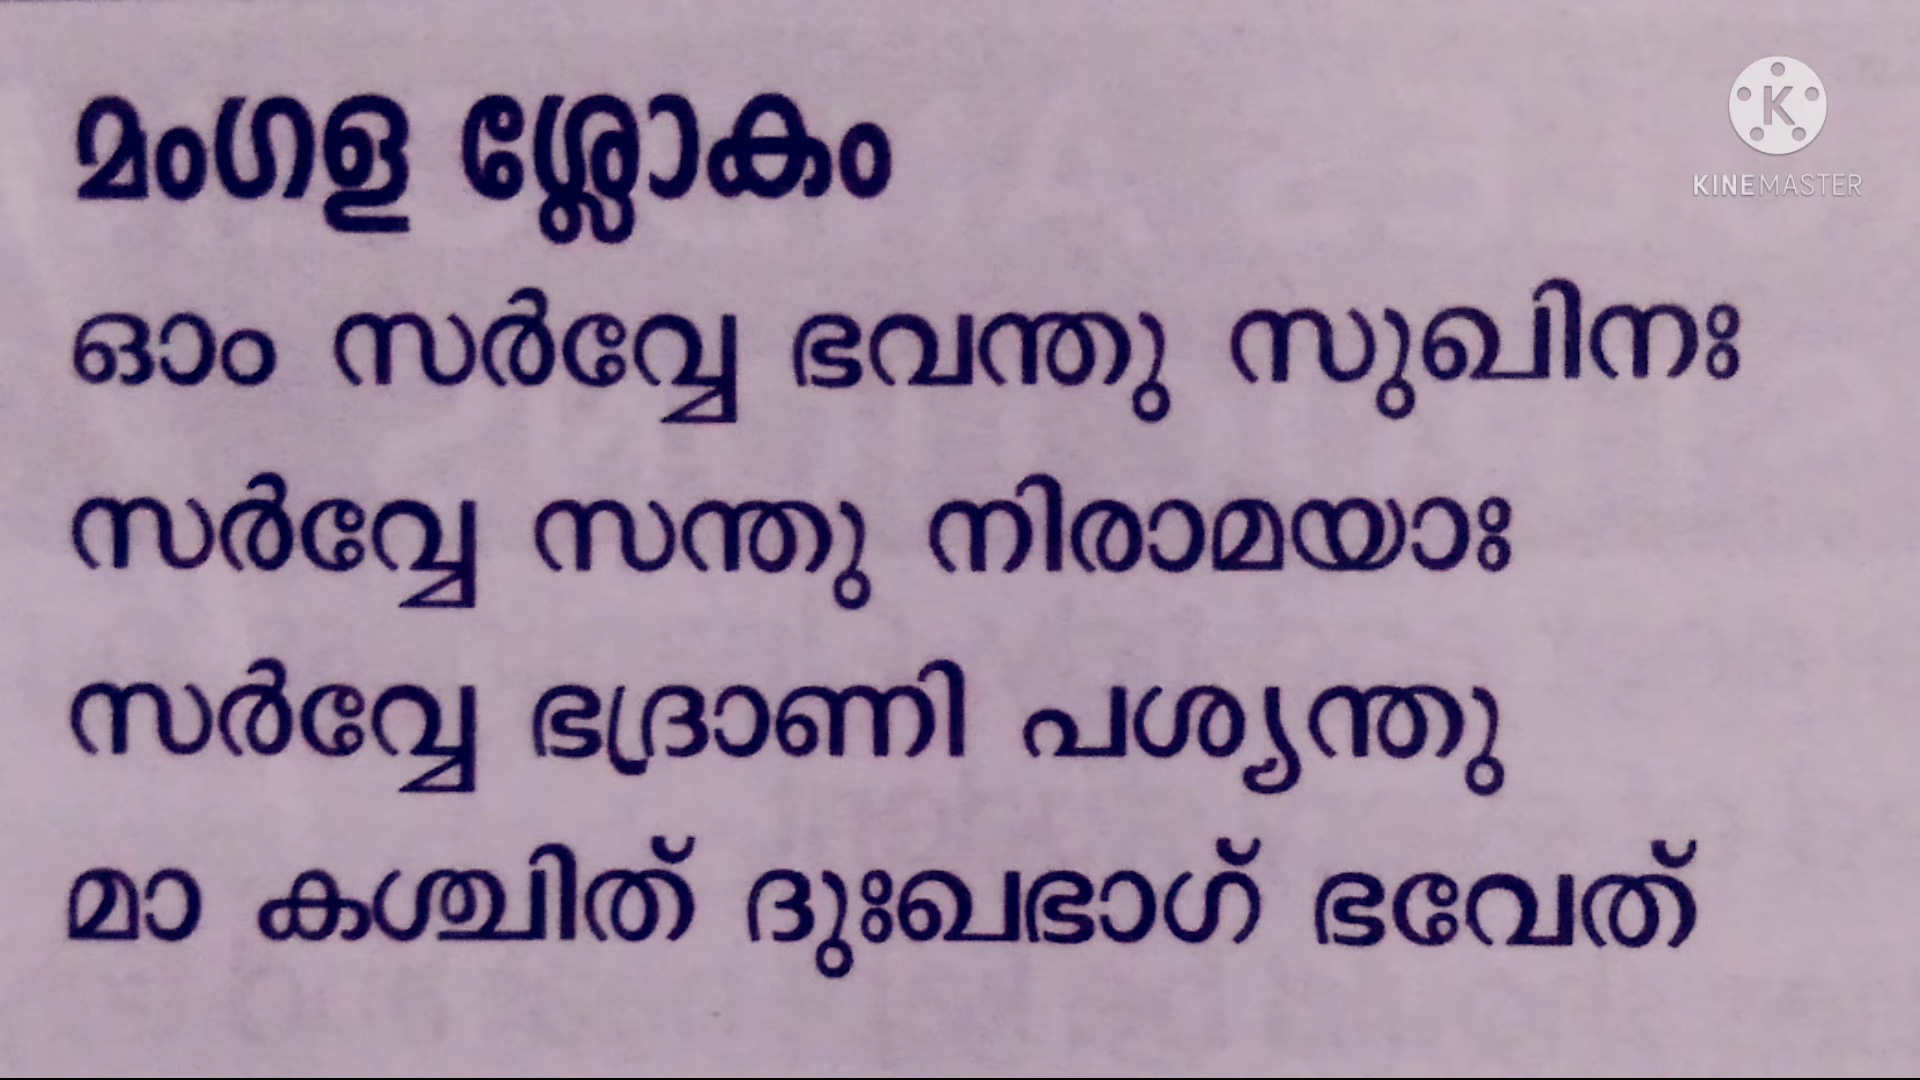 മംഗള ശ്ലോകം
KINEMASTER
ഓം സർവ്വേ ഭവന്തു സുഖിനഃ
സർവ്വേ സന്തു നിരാമയാഃ
സർവ്വേ ഭദ്രാണി പശ്യന്തു
മാ കശ്ചിത് ദുഃഖഭാഗ് ഭവേത്